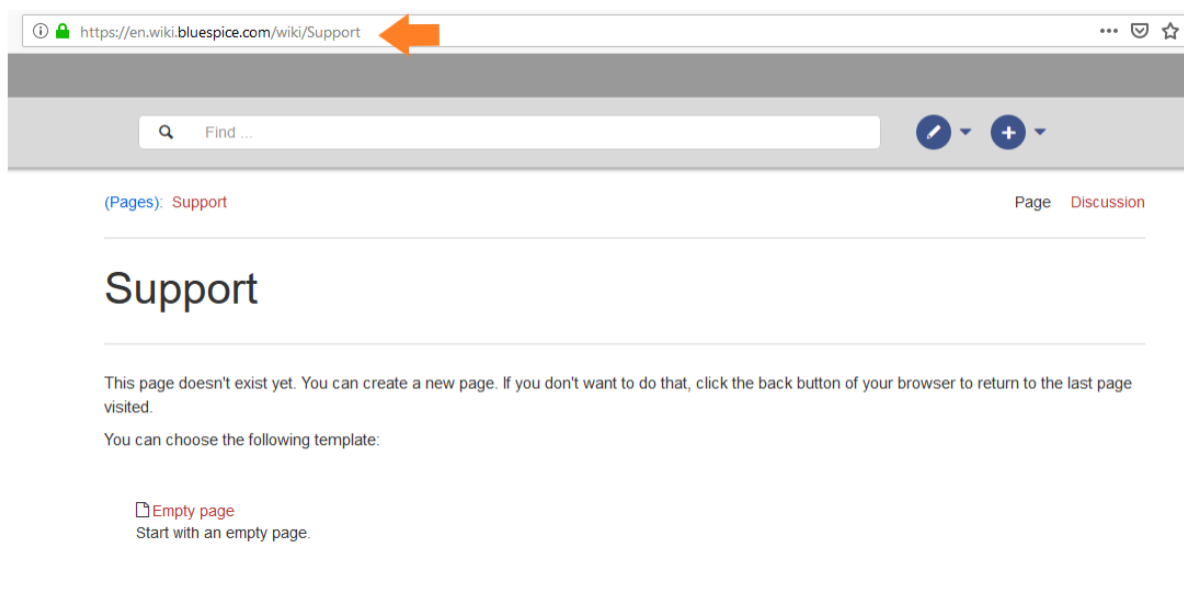 https://en.wiki.bluespice.com/wiki/Support
Find ...
(Pages): Support
Page Discussion
Support
This page doesn't exist yet. You can create a new page. If you don't want to do that, click the back button of your browser to return to the last page
visited.
You can choose the following template:
Empty page
Start with an empty page.